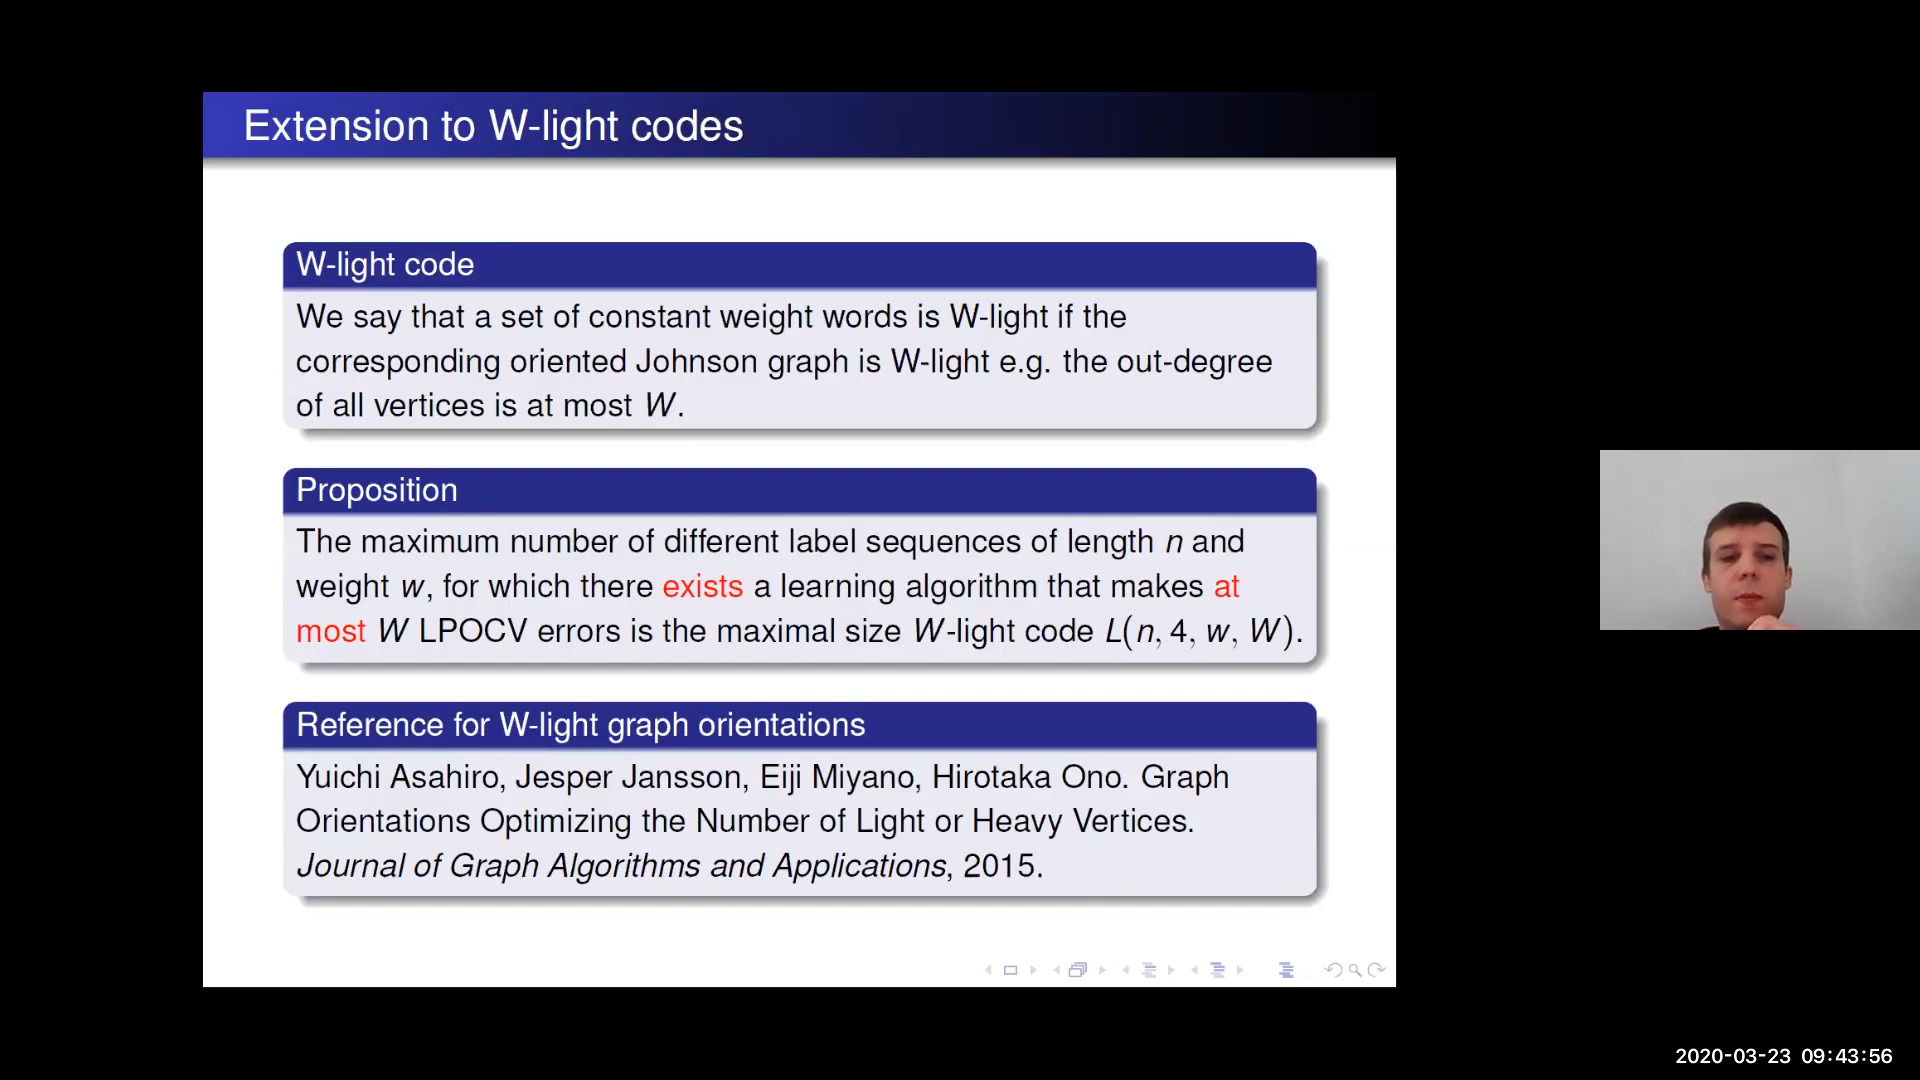 Extension to W-light codes
W-light code
We say that a set of constant weight words is W-light if the
corresponding oriented Johnson graph is W-light e.g. the out-degree
of all vertices is at most W.
Proposition
The maximum number of different label sequences of length n and
weight w, for which there exists a learning algorithm that makes at
most W LPOCV errors is the maximal size W-light code L(n, 4, w, W).
Reference for W-light graph orientations
Yuichi Asahiro, Jesper Jansson, Eiji Miyano, Hirotaka Ono. Graph
Orientations Optimizing the Number of Light or Heavy Vertices.
Journal of Graph Algorithms and Applications, 2015.
2020-03-23 09:43:56